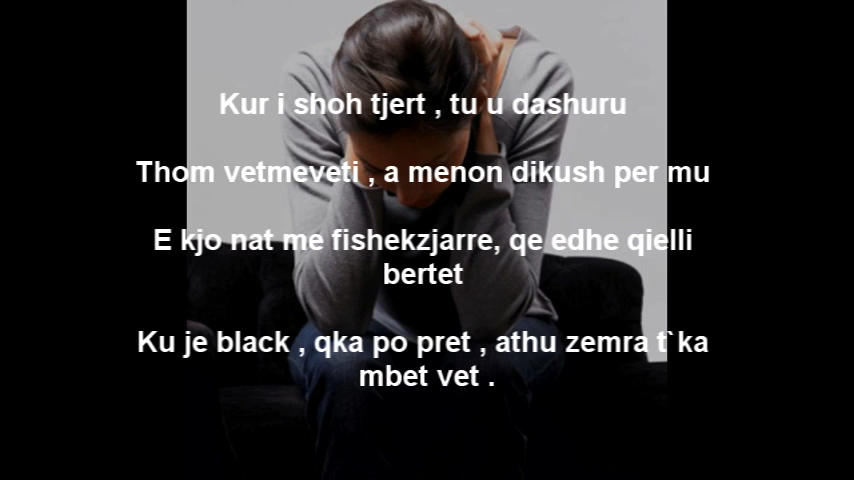 Kur i shoh tjert , tu u dashuru
Thom vetmeveti , a menon dikush per mu
E kjo nat me fishekzjarre, qe edhe qielli
bertet
Ku je black , qka po pret , athu zemra t`ka
mbet vet .